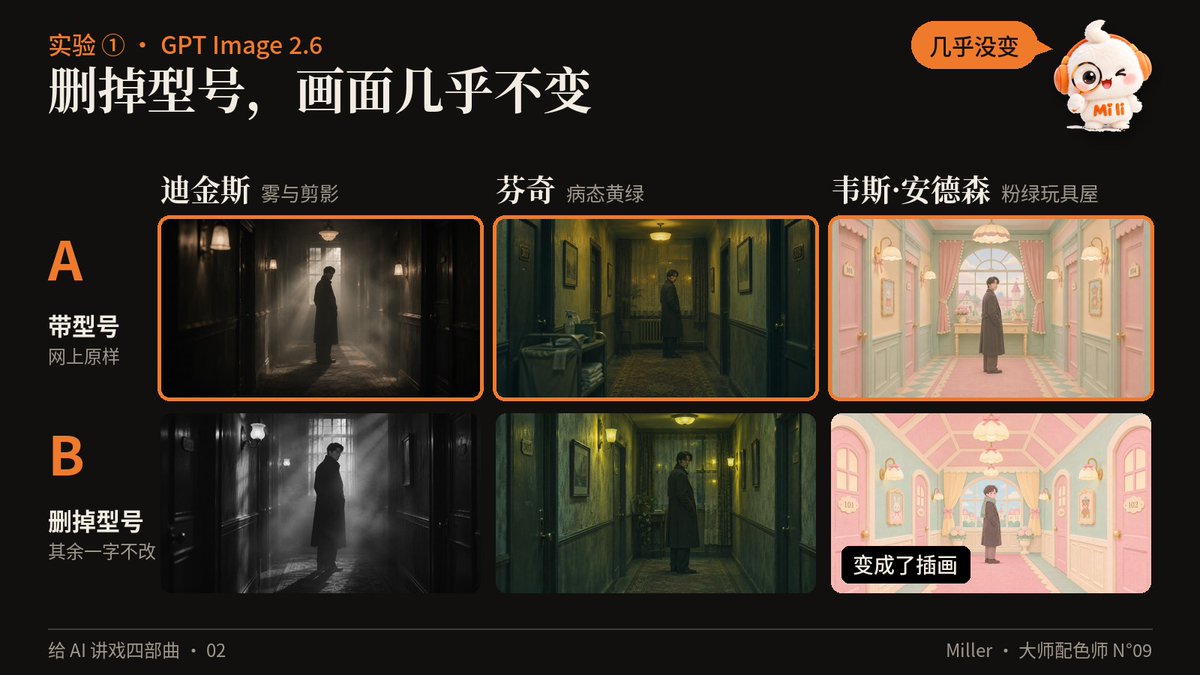 实验 ① · GPT Image 2.6
删掉型号，画面几乎不变
几乎没变
Mi li
迪金斯 雾与剪影
芬奇 病态黄绿
韦斯·安德森 粉绿玩具屋
A
带型号
网上原样
B
删掉型号
其余一字不改
101
102
变成了插画
给 AI 讲戏四部曲 · 02
Miller · 大师配色师 N°09